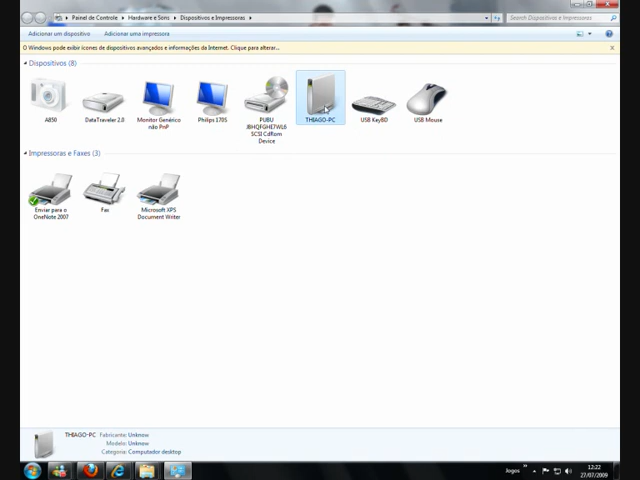 Painel de Controle ▸ Hardware e Sons ▸ Dispositivos e Impressoras ▸
Search Dispositivos e Impressoras
Adicionar um dispositivo Adicionar uma impressora
O Windows pode exibir ícones de dispositivos avançados e informações da Internet. Clique para alterar...
Dispositivos (8)
A850
DataTraveler 2.0
Monitor Genérico
não PnP
Philips 170S
SCSI CdRom
Device
THIAGO-PC
USB KeyBD
USB Mouse
Impressoras e Faxes (3)
Enviar para o
OneNote 2007
Fax
Microsoft XPS
Document Writer
THIAGO-PC Fabricante: Unknow
Modelo: Unknow
Categoria: Computador desktop
Jogos
12:22
27/07/2009